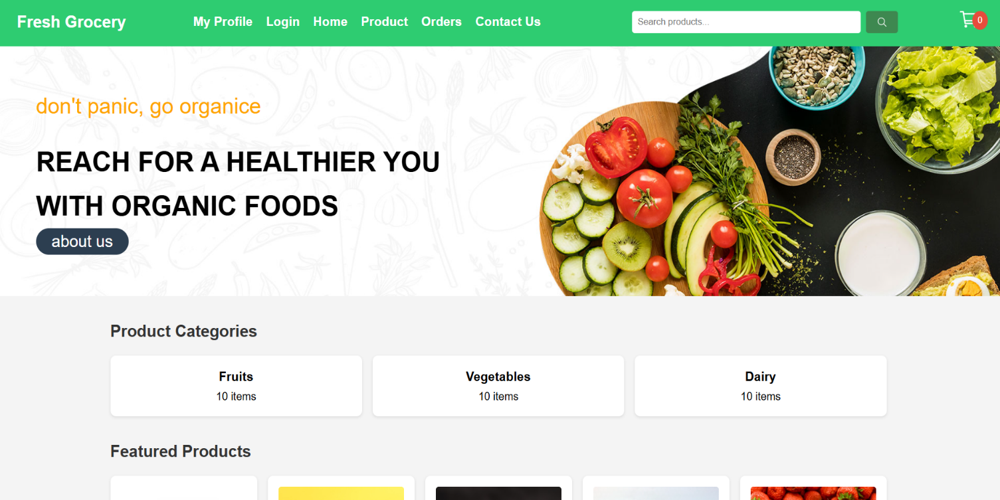 Fresh Grocery
My Profile Login Home Product Orders Contact Us
Search products...
0
don't panic, go organice
REACH FOR A HEALTHIER YOU
WITH ORGANIC FOODS
about us
Product Categories
Fruits
10 items
Vegetables
10 items
Dairy
10 items
Featured Products